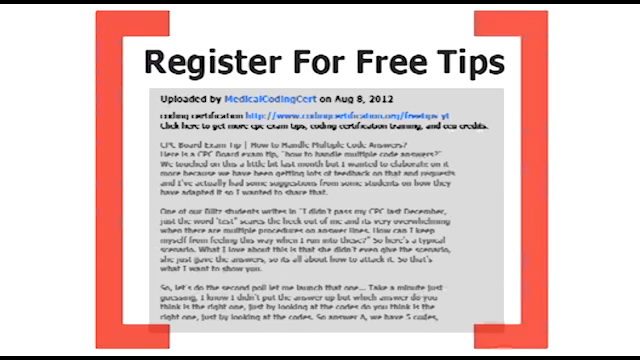 Register For Free Tips
Uploaded by MedicalCodingCert on Aug 8, 2012
coding certification http://www.codingcertification.org/freetips-yt
Click here to get more cpc exam tips, coding certification training, and ceu credits.
CPC Board Exam Tip | How to Handle Multiple Code Answers?
Here is a CPC Board exam tip, "how to handle multiple code answers?"
We touched on this a little bit last month but I wanted to elaborate on it
more because we have been getting lots of feedback on that and requests
and I've actually had some suggestions from some students on how they
have adapted it so I wanted to share that.
One of our Blitz students writes in "I didn't pass my CPC last December,
just the word "test" scares the heck out of me and its very overwhelming
when there are multiple procedures on answer lines. How can I keep
myself from feeling this way when I run into these?" So here's a typical
scenario. What I love about this is that she didn't even give the scenario,
she just gave the answers, so its all about how to attack it. So that's
what I want to show you.
So, let's do the second poll let me launch that one... Take a minute just
guessing, I know I didn't put the answer up but which answer do you
think is the right one, just by looking at the codes do you think is the
right one, just by looking at the codes. So answer A, we have 5 codes,